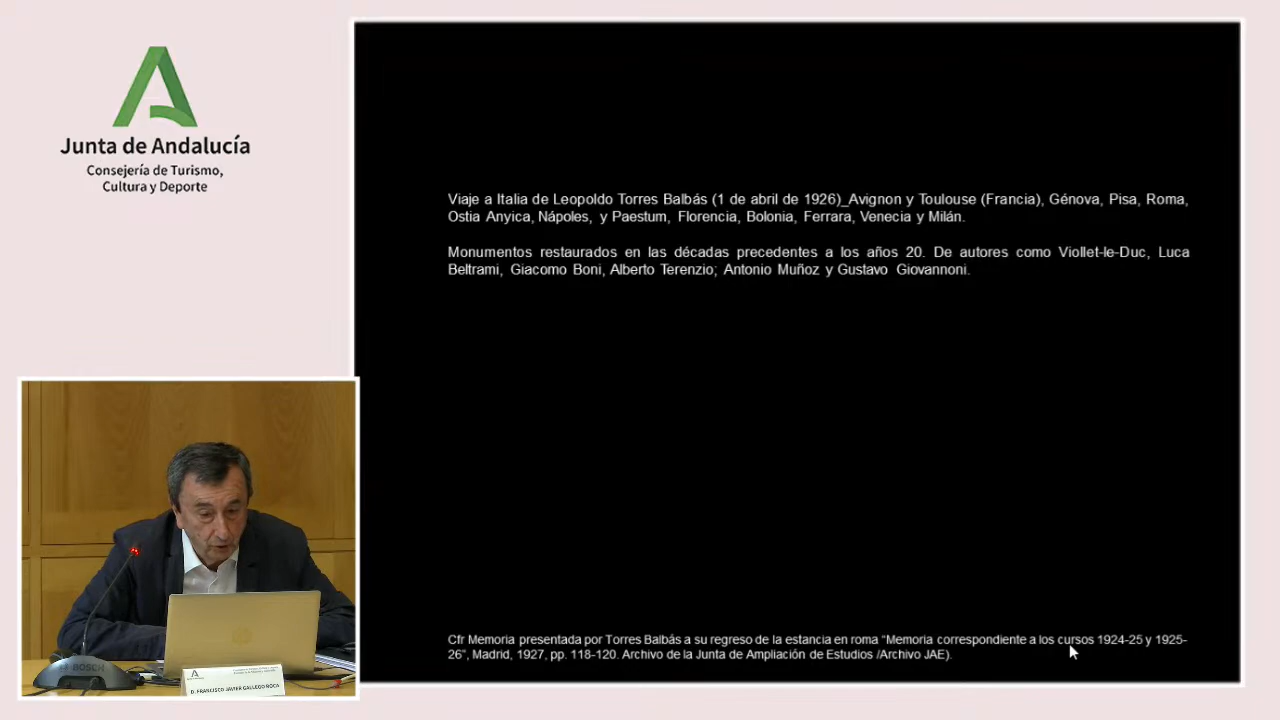 Junta de Andalucía
Consejería de Turismo,
Cultura y Deporte
Viaje a Italia de Leopoldo Torres Balbás (1 de abril de 1926)_Avignon y Toulouse (Francia), Génova, Pisa, Roma,
Ostia Anyica, Nápoles, y Paestum, Florencia, Bolonia, Ferrara, Venecia y Milán.
Monumentos restaurados en las décadas precedentes a los años 20. De autores como Viollet-le-Duc, Luca
Beltrami, Giacomo Boni, Alberto Terenzio; Antonio Muñoz y Gustavo Giovannoni.
Cfr Memoria presentada por Torres Balbás a su regreso de la estancia en roma “Memoria correspondiente a los cursos 1924-25 y 1925-
26”, Madrid, 1927, pp. 118-120. Archivo de la Junta de Ampliación de Estudios /Archivo JAE).
BOSCH
D. FRANCISCO JAVIER GALLEGO ROCA